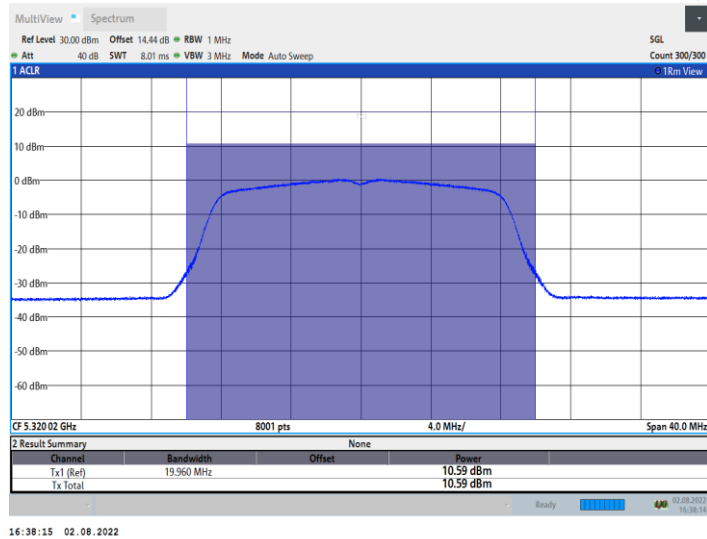 MultiView Spectrum
Ref Level 30.00 dBm Offset 14.44 dB RBW 1 MHz SGL
Att 40 dB SWT 8.01 ms VBW 3 MHz Mode Auto Sweep Count 300/300
1 ACLR 1Rm View
20 dBm
10 dBm
0 dBm
-10 dBm
-20 dBm
-30 dBm
-40 dBm
-50 dBm
-60 dBm
CF 5.32002 GHz 8001 pts 4.0 MHz/ Span 40.0 MHz
2 Result Summary None
Channel Bandwidth Offset Power
Tx1 (Ref) 19.960 MHz 10.59 dBm
Tx Total 10.59 dBm
Ready 02.08.2022
16:38:14
16:38:15 02.08.2022